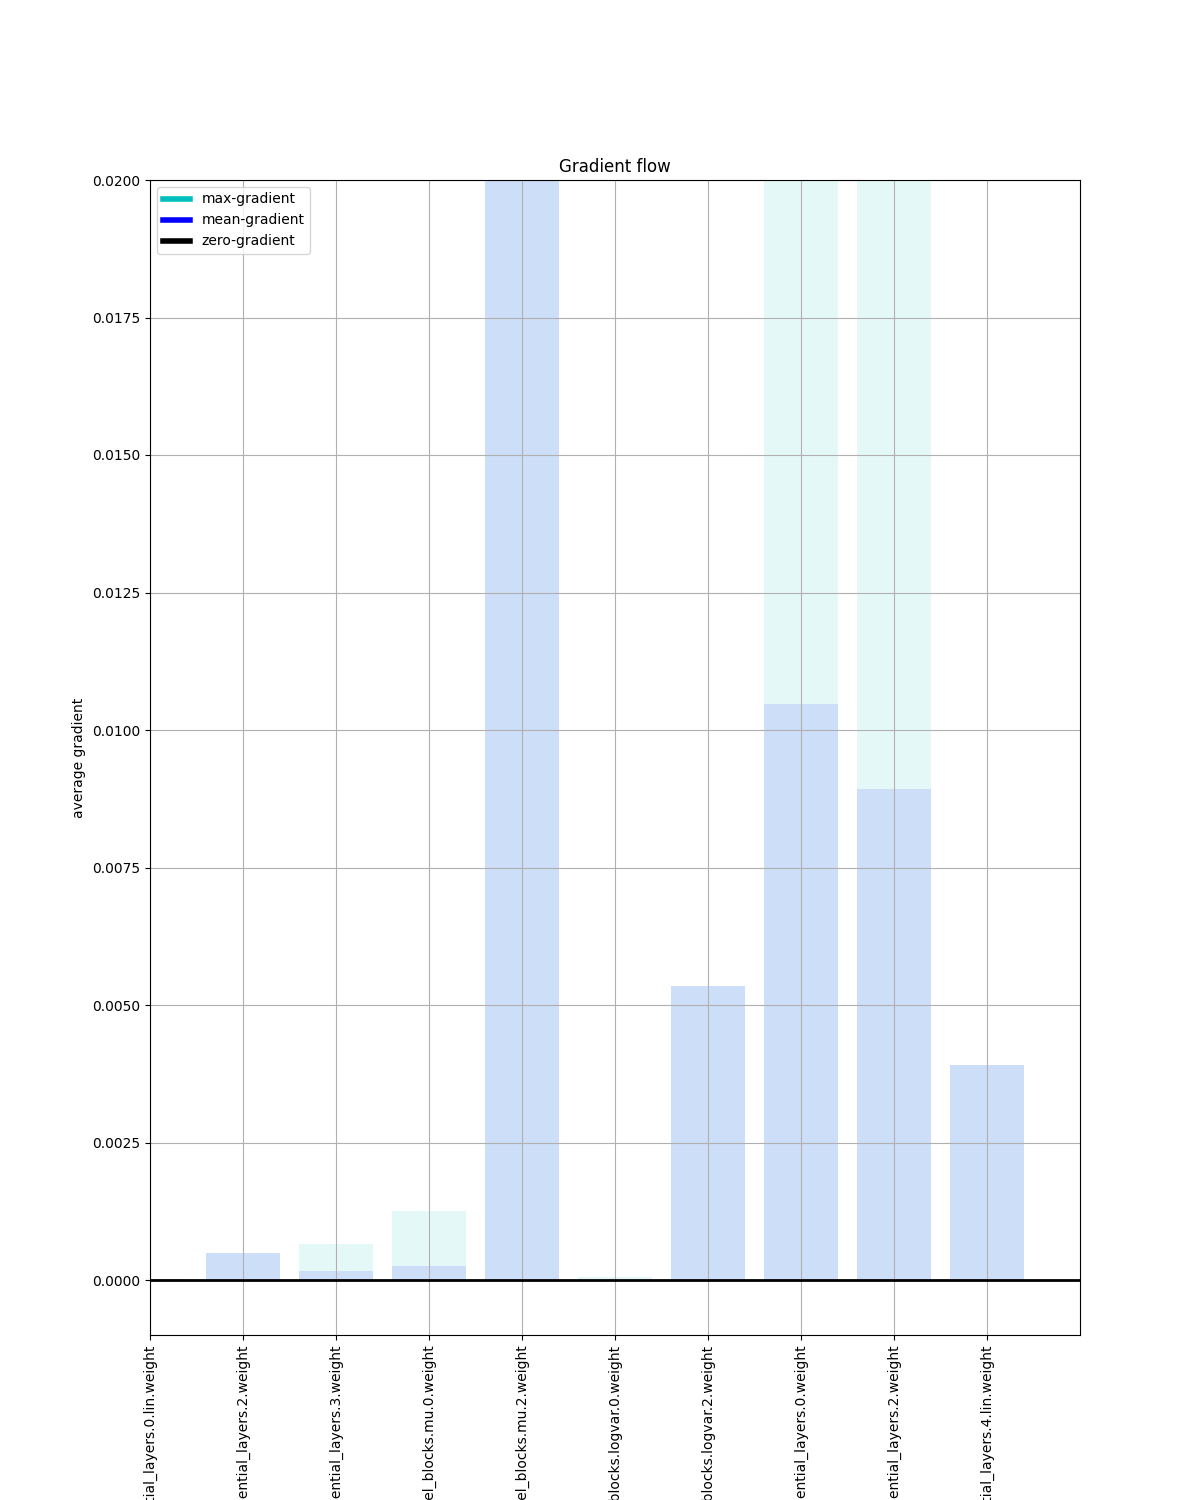 Gradient flow
max-gradient
mean-gradient
zero-gradient
0.0200
0.0175
0.0150
0.0125
0.0100
0.0075
0.0050
0.0025
0.0000
average gradient
tial_layers.0.lin.weight
ential_layers.2.weight
ential_layers.3.weight
el_blocks.mu.0.weight
el_blocks.mu.2.weight
blocks.logvar.0.weight
blocks.logvar.2.weight
ential_layers.0.weight
ential_layers.2.weight
tial_layers.4.lin.weight